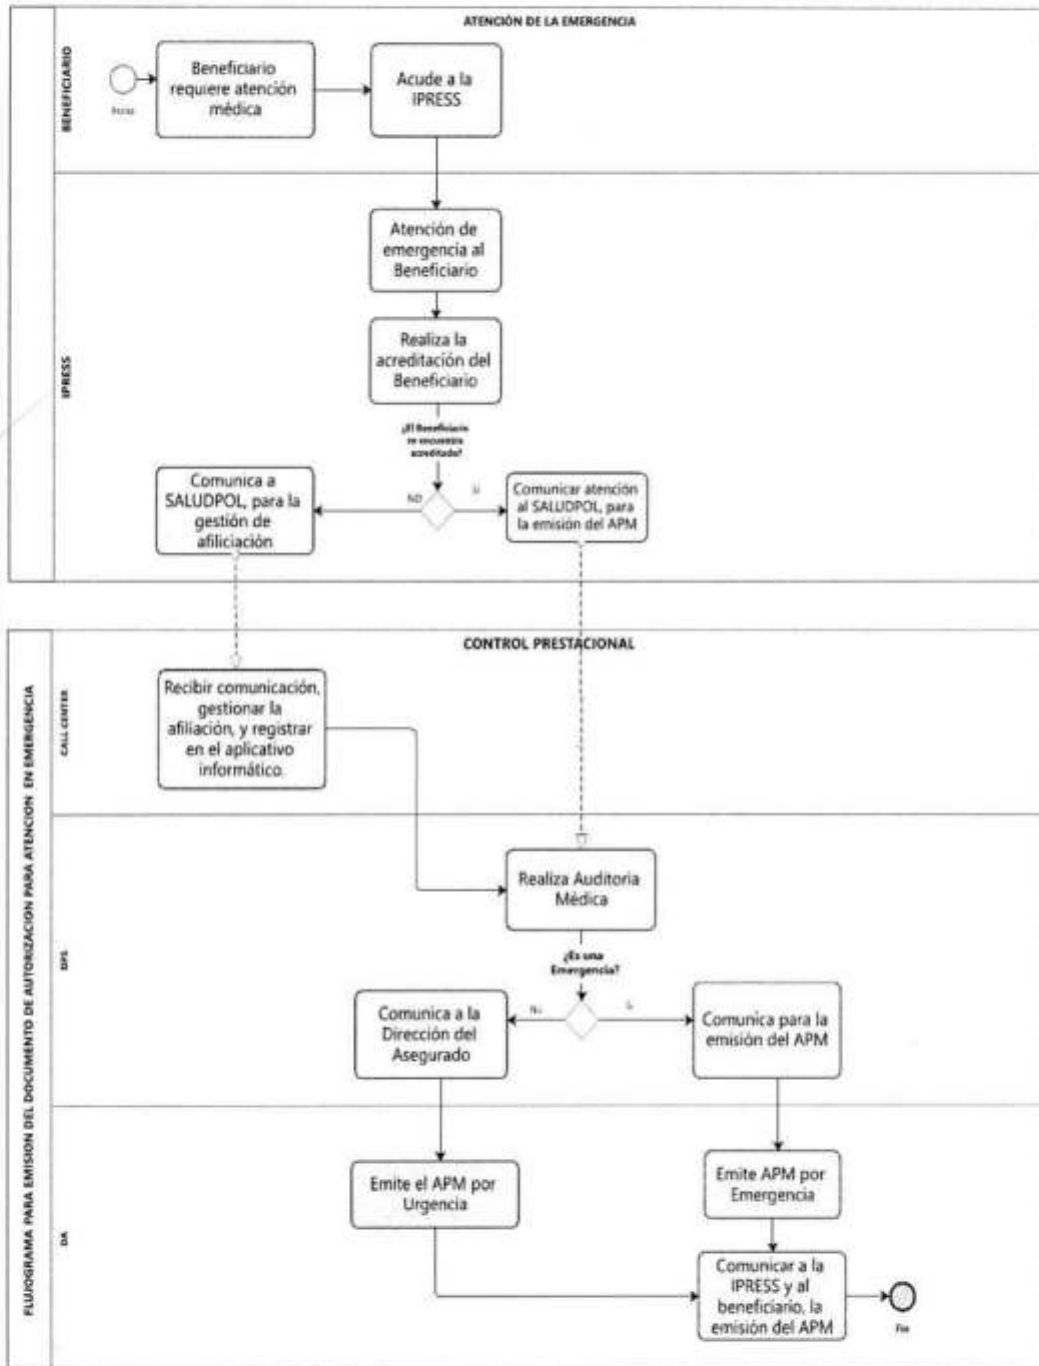 ATENCIÓN DE LA EMERGENCIA
BENEFICIARIO
Inicio
Beneficiario
requiere atención
médica
Acude a la
IPRESS
IPRESS
Atención de
emergencia al
Beneficiario
Realiza la
acreditación del
Beneficiario
¿El Beneficiario
se encuentra
acreditado?
NO
SI
Comunica a
SALUDPOL, para la
gestión de
afiliciación
Comunicar atención
al SALUDPOL, para
la emisión del APM
FLUJOGRAMA PARA EMISION DEL DOCUMENTO DE AUTORIZACION PARA ATENCION EN EMERGENCIA
CONTROL PRESTACIONAL
CALL CENTER
Recibir comunicación,
gestionar la
afiliación, y registrar
en el aplicativo
informático.
Realiza Auditoria
Médica
¿Es una
Emergencia?
No
Si
Comunica a la
Dirección del
Asegurado
Comunica para la
emisión del APM
DA
Emite el APM por
Urgencia
Emite APM por
Emergencia
Comunicar a la
IPRESS y al
beneficiario, la
emisión del APM
Fin